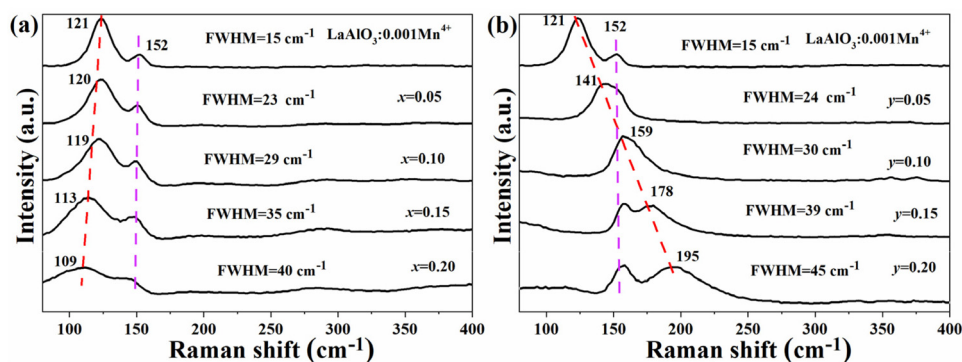 (a)
121
152
FWHM=15 cm⁻¹
LaAlO₃:0.001Mn⁴⁺
120
FWHM=23 cm⁻¹
x=0.05
119
FWHM=29 cm⁻¹
x=0.10
113
FWHM=35 cm⁻¹
x=0.15
109
FWHM=40 cm⁻¹
x=0.20
Intensity (a.u.)
100 150 200 250 300 350 400
Raman shift (cm⁻¹)
(b)
121
152
FWHM=15 cm⁻¹
LaAlO₃:0.001Mn⁴⁺
141
FWHM=24 cm⁻¹
y=0.05
159
FWHM=30 cm⁻¹
y=0.10
178
FWHM=39 cm⁻¹
y=0.15
195
FWHM=45 cm⁻¹
y=0.20
Intensity (a.u.)
100 150 200 250 300 350 400
Raman shift (cm⁻¹)